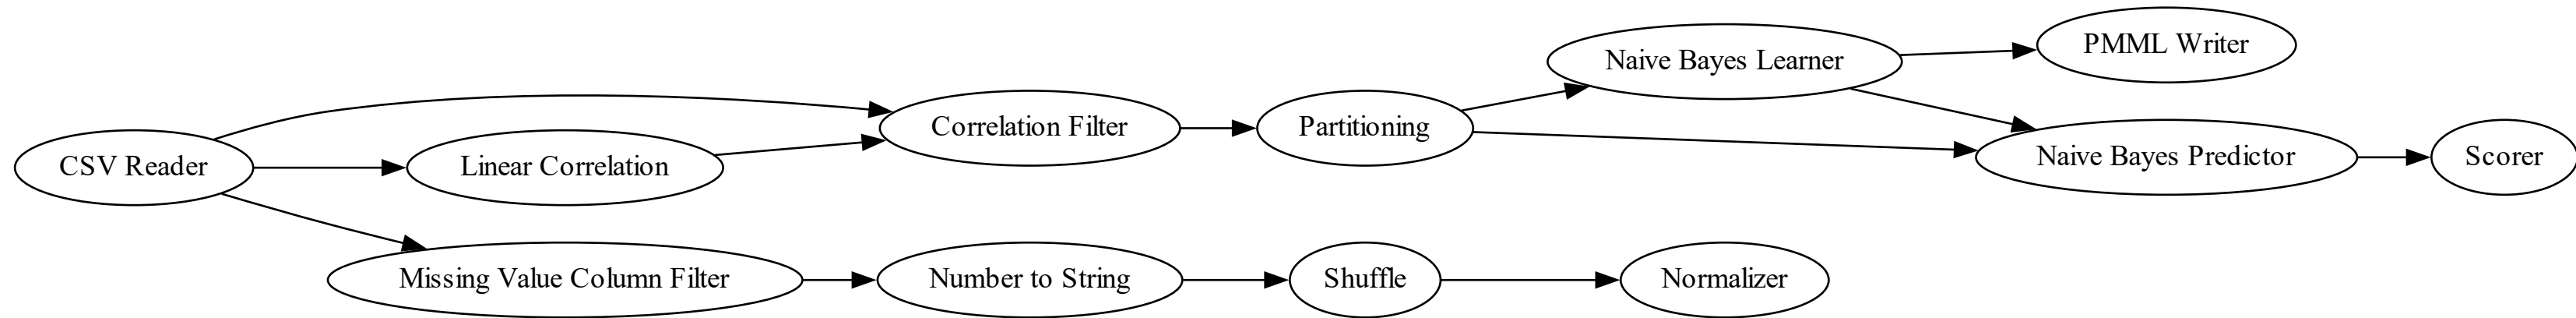 CSV Reader
Linear Correlation
Missing Value Column Filter
Correlation Filter
Number to String
Partitioning
Shuffle
Naive Bayes Learner
Normalizer
PMML Writer
Naive Bayes Predictor
Scorer